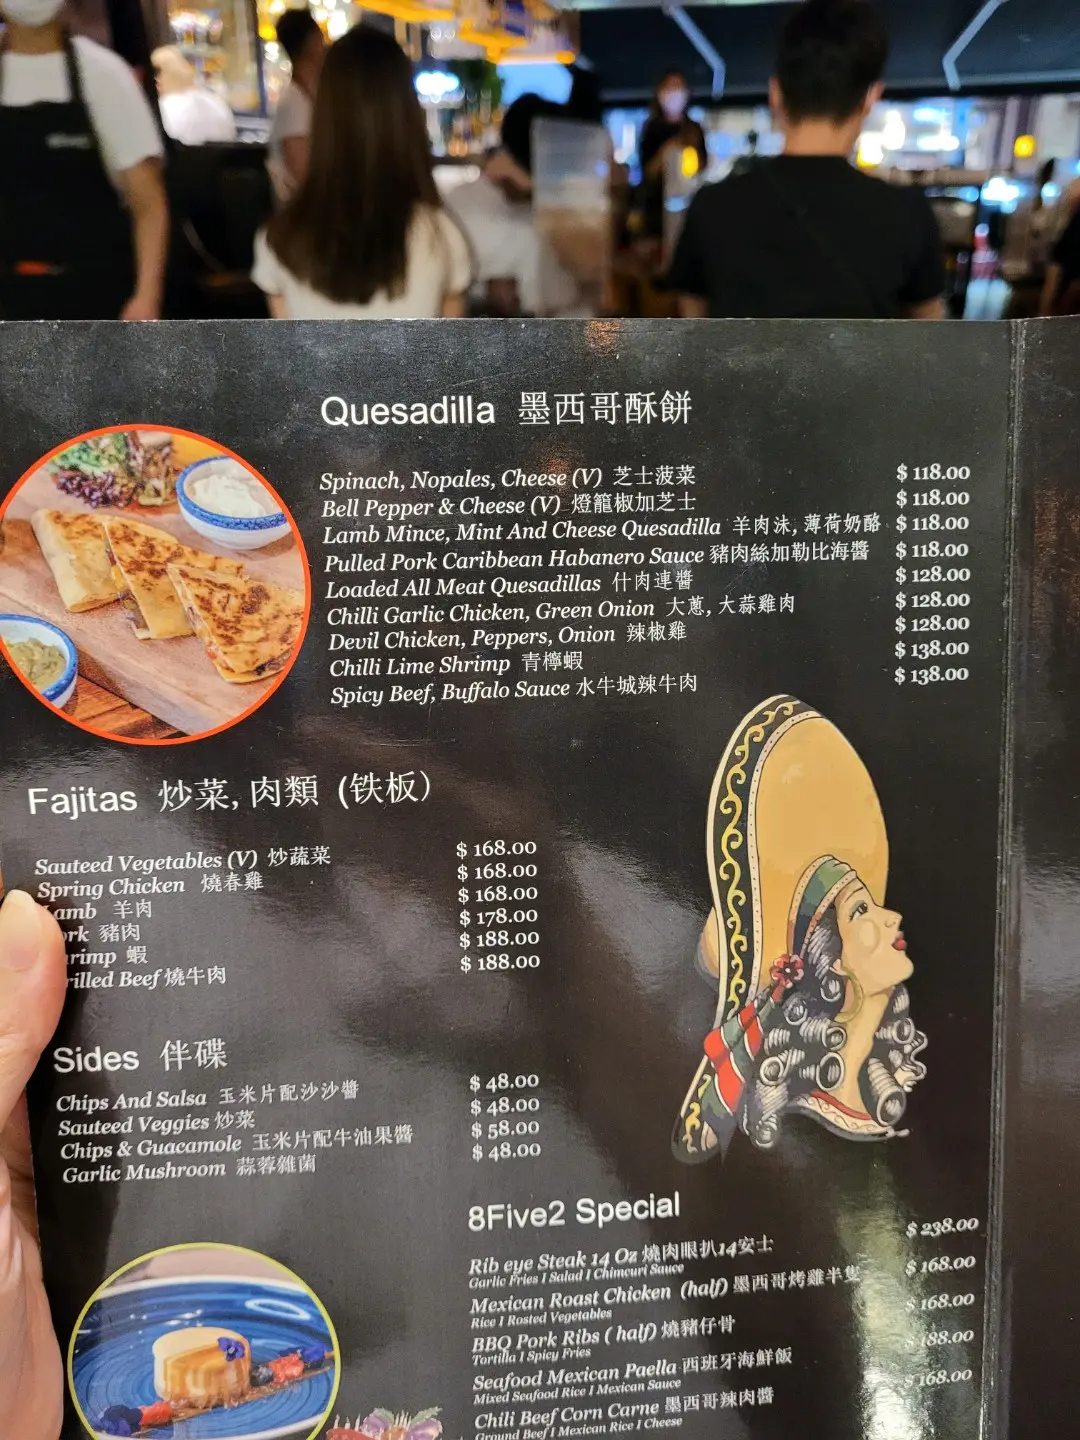 Quesadilla 墨西哥酥餅
Spinach, Nopales, Cheese (V) 芝士菠菜 $ 118.00
Bell Pepper & Cheese (V) 燈籠椒加芝士 $ 118.00
Lamb Mince, Mint And Cheese Quesadilla 羊肉沬, 薄荷奶酪 $ 118.00
Pulled Pork Caribbean Habanero Sauce 豬肉絲加勒比海醬 $ 118.00
Loaded All Meat Quesadillas 什肉連醬 $ 128.00
Chilli Garlic Chicken, Green Onion 大蔥, 大蒜雞肉 $ 128.00
Devil Chicken, Peppers, Onion 辣椒雞 $ 128.00
Chilli Lime Shrimp 青檸蝦 $ 138.00
Spicy Beef, Buffalo Sauce 水牛城辣牛肉 $ 138.00
Fajitas 炒菜, 肉類 (铁板)
Sauteed Vegetables (V) 炒蔬菜 $ 168.00
Spring Chicken 燒春雞 $ 168.00
amb 羊肉 $ 168.00
ork 豬肉 $ 178.00
rimp 蝦 $ 188.00
rilled Beef 燒牛肉 $ 188.00
Sides 伴碟
Chips And Salsa 玉米片配沙沙醬 $ 48.00
Sauteed Veggies 炒菜 $ 48.00
Chips & Guacamole 玉米片配牛油果醬 $ 58.00
Garlic Mushroom 蒜蓉雜菌 $ 48.00
8Five2 Special
Rib eye Steak 14 Oz 燒肉眼扒14安士 $ 238.00
Garlic Fries I Salad I Chimcuri Sauce
Mexican Roast Chicken (half) 墨西哥烤雞半隻 $ 168.00
Rice I Rosted Vegetables
BBQ Pork Ribs ( half) 燒豬仔骨 $ 168.00
Tortilla I Spicy Fries
Seafood Mexican Paella 西班牙海鮮飯 $ 188.00
Mixed Seafood Rice I Mexican Sauce
Chili Beef Corn Carne 墨西哥辣肉醬 $ 168.00
Ground Beef I Mexican Rice I Cheese